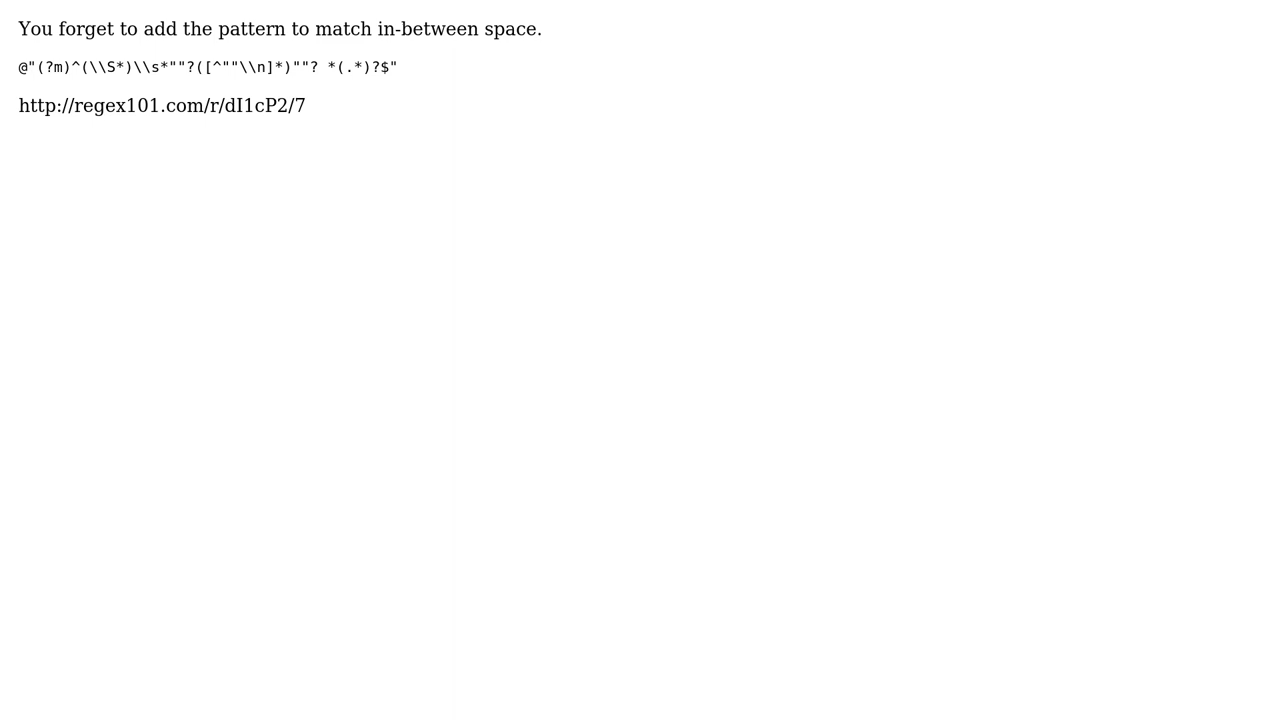 You forget to add the pattern to match in-between space.
@"(?m)^(\\S*)\\s*""?([^""\\n]*)""? *(.*)?$"
http://regex101.com/r/dI1cP2/7